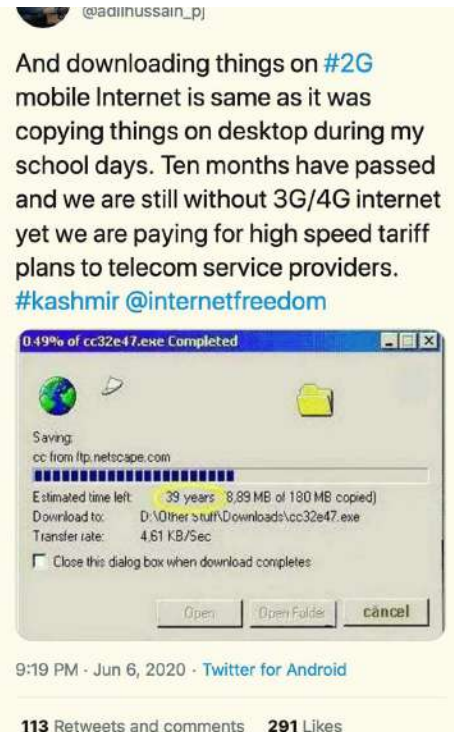 @adilhussain_pj
And downloading things on #2G
mobile Internet is same as it was
copying things on desktop during my
school days. Ten months have passed
and we are still without 3G/4G internet
yet we are paying for high speed tariff
plans to telecom service providers.
#kashmir @internetfreedom
0.49% of cc32e47.exe Completed
Saving:
cc from ftp.netscape.com
Estimated time left: 39 years (8,89 MB of 180 MB copied)
Download to: D:\Other Stuff\Downloads\cc32e47.exe
Transfer rate: 4.61 KB/Sec
Close this dialog box when download completes
Open Open Folder cancel
9:19 PM · Jun 6, 2020 · Twitter for Android
113 Retweets and comments 291 Likes